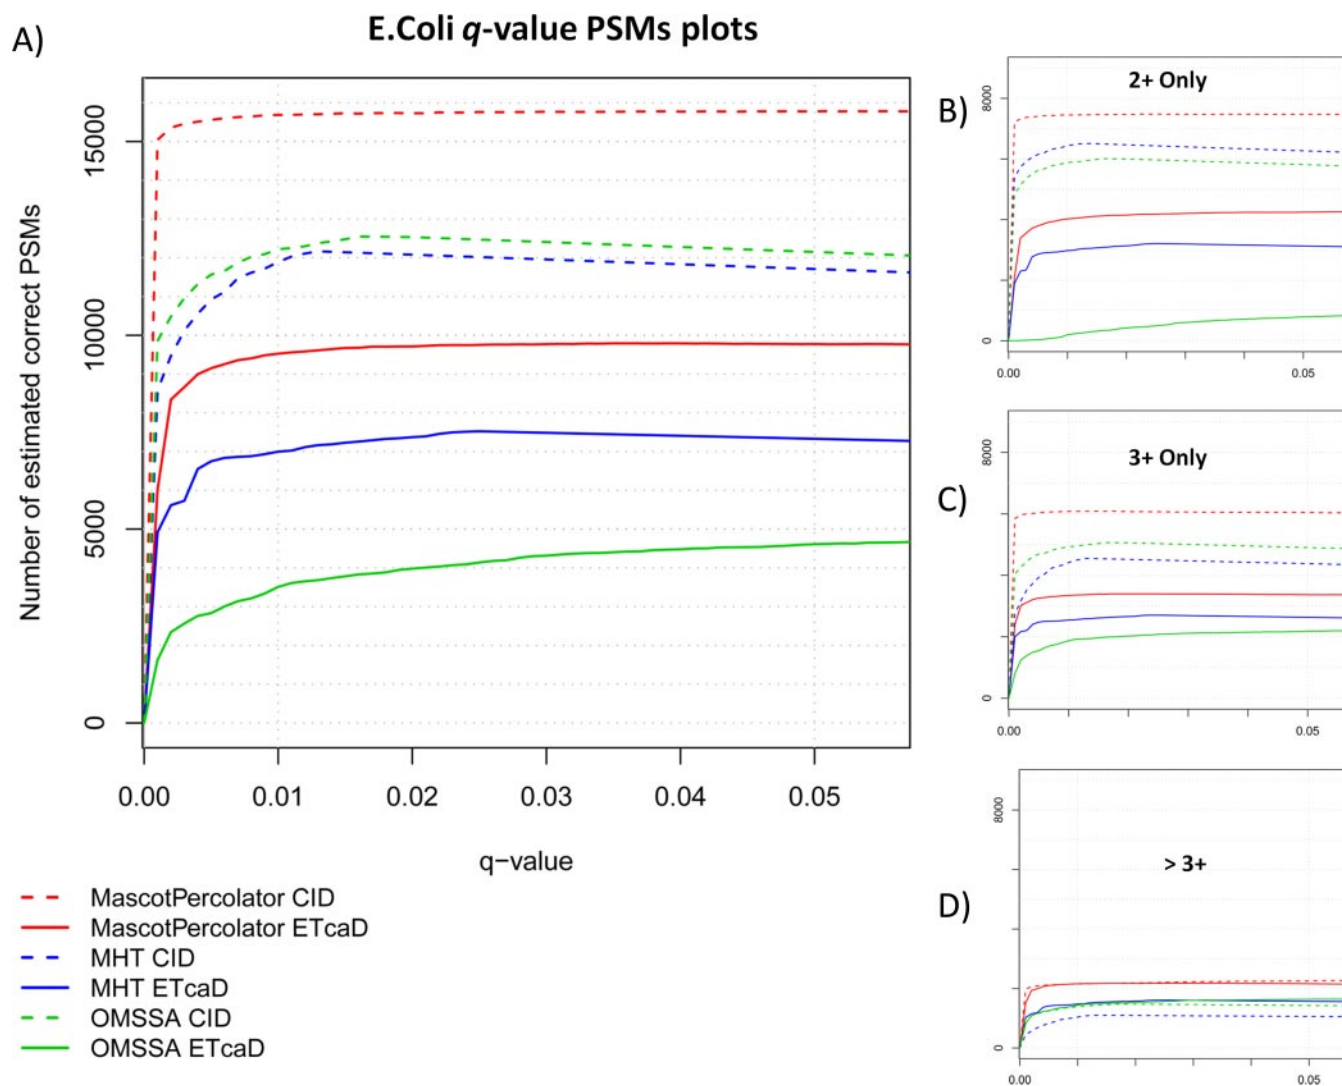 A)
E.Coli q-value PSMs plots
Number of estimated correct PSMs
15000
10000
5000
0
0.00 0.01 0.02 0.03 0.04 0.05
q−value
MascotPercolator CID
MascotPercolator ETcaD
MHT CID
MHT ETcaD
OMSSA CID
OMSSA ETcaD
B)
2+ Only
8000
0
0.00 0.05
C)
3+ Only
8000
0
0.00 0.05
D)
> 3+
8000
0
0.00 0.05